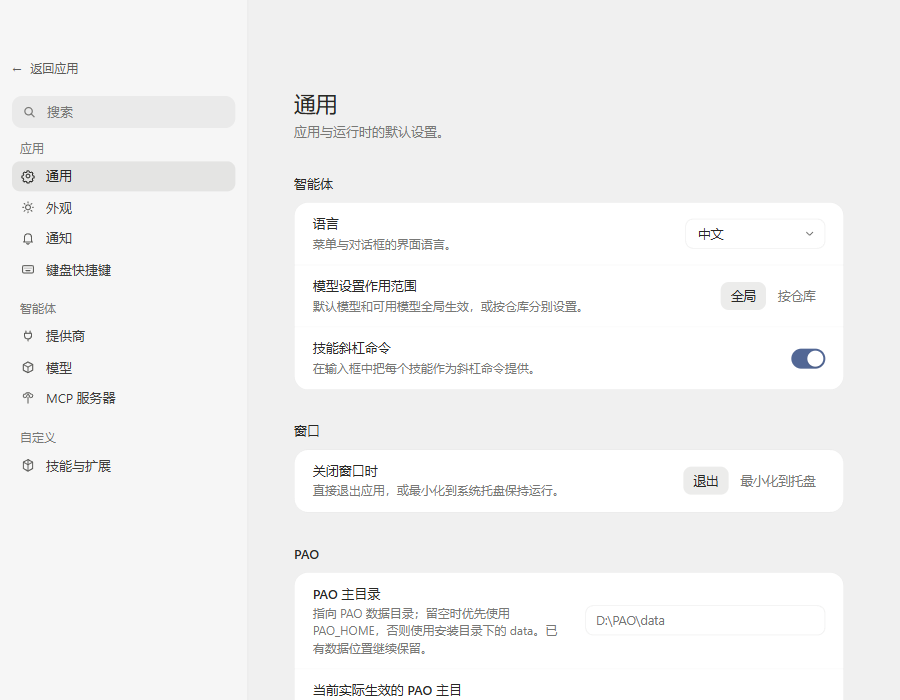 ← 返回应用
搜索
应用
通用
外观
通知
键盘快捷键
智能体
提供商
模型
MCP 服务器
自定义
技能与扩展
通用
应用与运行时的默认设置。
智能体
语言
菜单与对话框的界面语言。
中文
模型设置作用范围
默认模型和可用模型全局生效，或按仓库分别设置。
全局
按仓库
技能斜杠命令
在输入框中把每个技能作为斜杠命令提供。
窗口
关闭窗口时
直接退出应用，或最小化到系统托盘保持运行。
退出
最小化到托盘
PAO
PAO 主目录
指向 PAO 数据目录；留空时优先使用
PAO_HOME，否则使用安装目录下的 data。已
有数据位置继续保留。
D:\PAO\data
当前实际生效的 PAO 主目